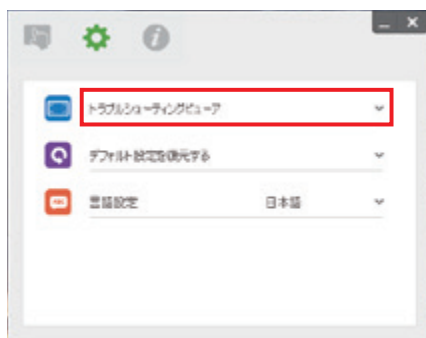 トラブルシューティングビューア
デフォルト設定を復元する
言語設定 日本語